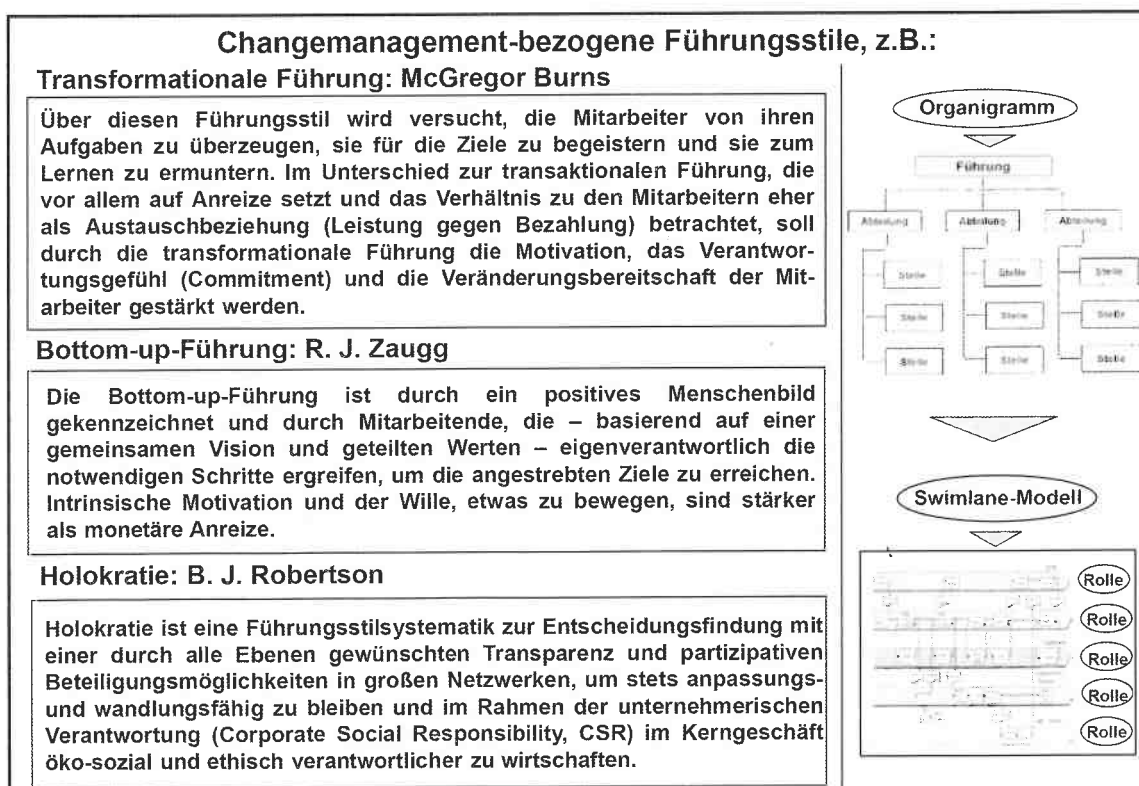 Changemanagement-bezogene Führungsstile, z.B.:
Transformationale Führung: McGregor Burns
Über diesen Führungsstil wird versucht, die Mitarbeiter von ihren
Aufgaben zu überzeugen, sie für die Ziele zu begeistern und sie zum
Lernen zu ermuntern. Im Unterschied zur transaktionalen Führung, die
vor allem auf Anreize setzt und das Verhältnis zu den Mitarbeitern eher
als Austauschbeziehung (Leistung gegen Bezahlung) betrachtet, soll
durch die transformationale Führung die Motivation, das Verantwor-
tungsgefühl (Commitment) und die Veränderungsbereitschaft der Mit-
arbeiter gestärkt werden.
Bottom-up-Führung: R. J. Zaugg
Die Bottom-up-Führung ist durch ein positives Menschenbild
gekennzeichnet und durch Mitarbeitende, die – basierend auf einer
gemeinsamen Vision und geteilten Werten – eigenverantwortlich die
notwendigen Schritte ergreifen, um die angestrebten Ziele zu erreichen.
Intrinsische Motivation und der Wille, etwas zu bewegen, sind stärker
als monetäre Anreize.
Holokratie: B. J. Robertson
Holokratie ist eine Führungsstilsystematik zur Entscheidungsfindung mit
einer durch alle Ebenen gewünschten Transparenz und partizipativen
Beteiligungsmöglichkeiten in großen Netzwerken, um stets anpassungs-
und wandlungsfähig zu bleiben und im Rahmen der unternehmerischen
Verantwortung (Corporate Social Responsibility, CSR) im Kerngeschäft
öko-sozial und ethisch verantwortlicher zu wirtschaften.
Organigramm
Führung
Abteilung Abteilung Abteilung
Stelle Stelle Stelle
Stelle Stelle Stelle
Stelle Stelle Stelle
Swimlane-Modell
Rolle
Rolle
Rolle
Rolle
Rolle